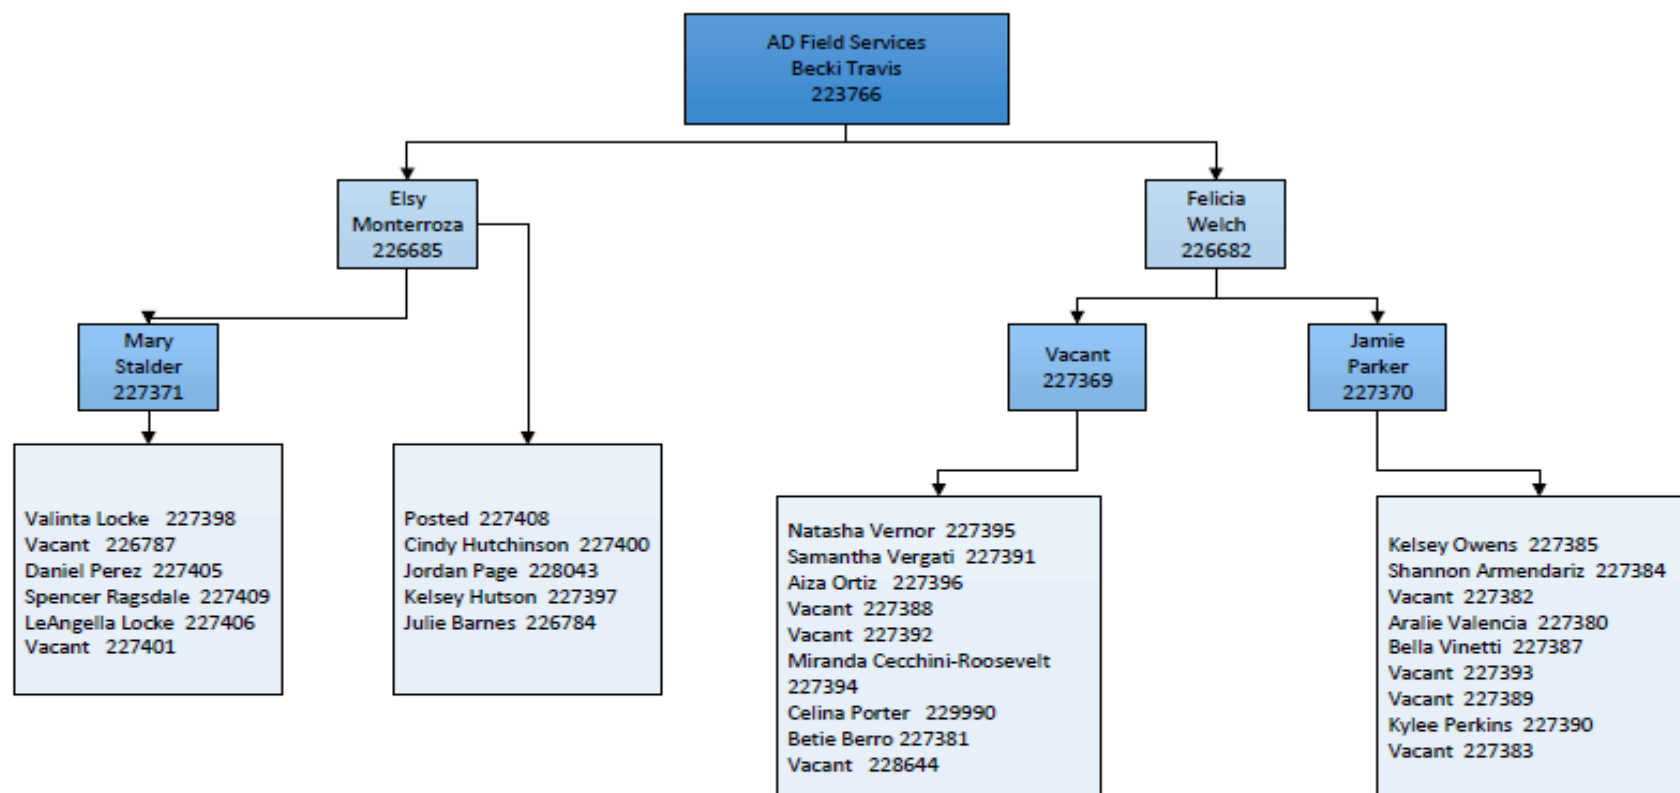 AD Field Services
Becki Travis
223766
Elsy
Monterroza
226685
Felicia
Welch
226682
Mary
Stalder
227371
Vacant
227369
Jamie
Parker
227370
Valinta Locke 227398
Vacant 226787
Daniel Perez 227405
Spencer Ragsdale 227409
LeAngella Locke 227406
Vacant 227401
Posted 227408
Cindy Hutchinson 227400
Jordan Page 228043
Kelsey Hutson 227397
Julie Barnes 226784
Natasha Vernor 227395
Samantha Vergati 227391
Aiza Ortiz 227396
Vacant 227388
Vacant 227392
Miranda Cecchini-Roosevelt
227394
Celina Porter 229990
Betie Berro 227381
Vacant 228644
Kelsey Owens 227385
Shannon Armendariz 227384
Vacant 227382
Aralie Valencia 227380
Bella Vinetti 227387
Vacant 227393
Vacant 227389
Kylee Perkins 227390
Vacant 227383